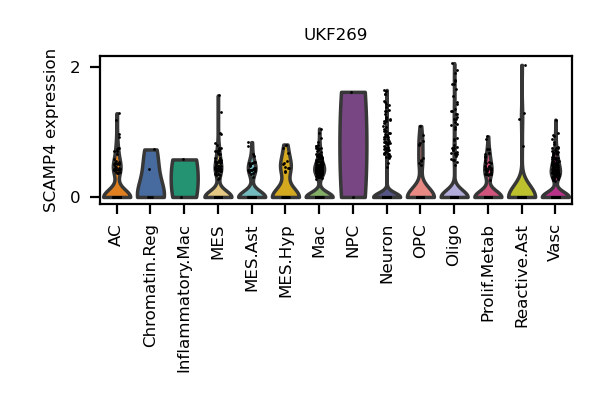 UKF269
SCAMP4 expression
2
0
AC
Chromatin.Reg
Inflammatory.Mac
MES
MES.Ast
MES.Hyp
Mac
NPC
Neuron
OPC
Oligo
Prolif.Metab
Reactive.Ast
Vasc